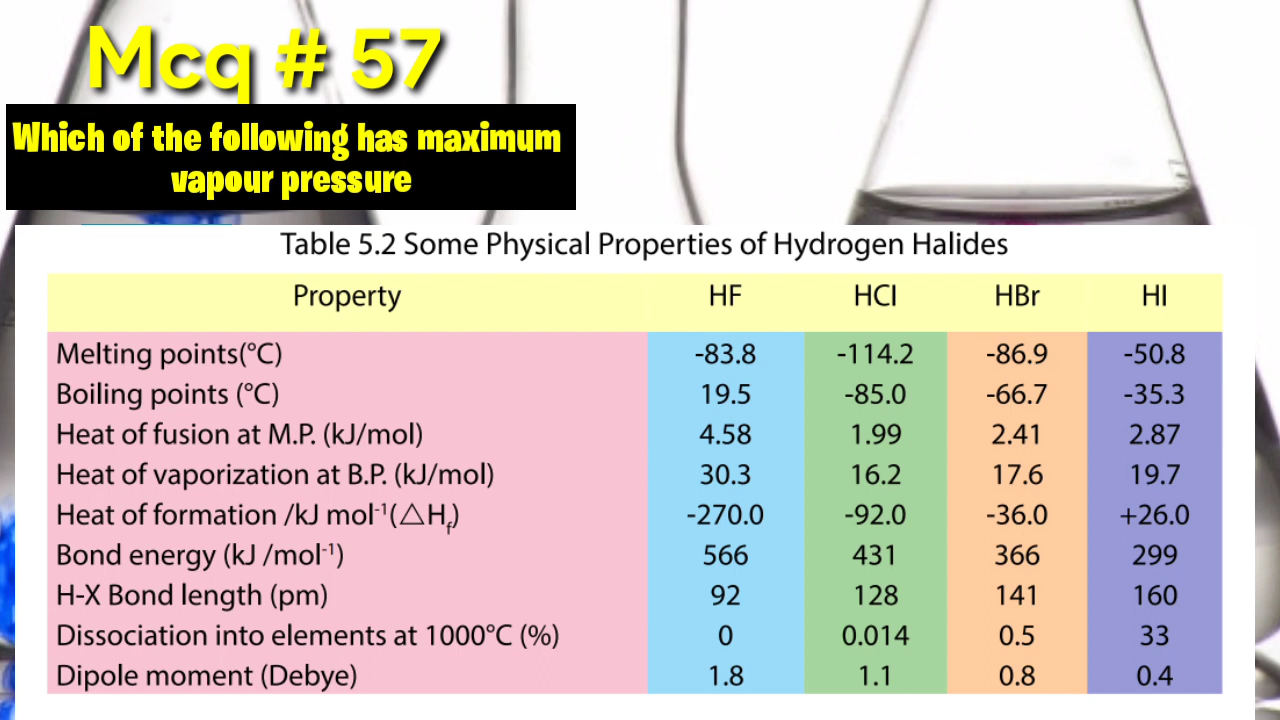 Mcq # 57
Which of the following has maximum
vapour pressure
Table 5.2 Some Physical Properties of Hydrogen Halides
Property HF HCl HBr HI
Melting points(°C) -83.8 -114.2 -86.9 -50.8
Boiling points (°C) 19.5 -85.0 -66.7 -35.3
Heat of fusion at M.P. (kJ/mol) 4.58 1.99 2.41 2.87
Heat of vaporization at B.P. (kJ/mol) 30.3 16.2 17.6 19.7
Heat of formation /kJ mol⁻¹(△Hf) -270.0 -92.0 -36.0 +26.0
Bond energy (kJ /mol⁻¹) 566 431 366 299
H-X Bond length (pm) 92 128 141 160
Dissociation into elements at 1000°C (%) 0 0.014 0.5 33
Dipole moment (Debye) 1.8 1.1 0.8 0.4